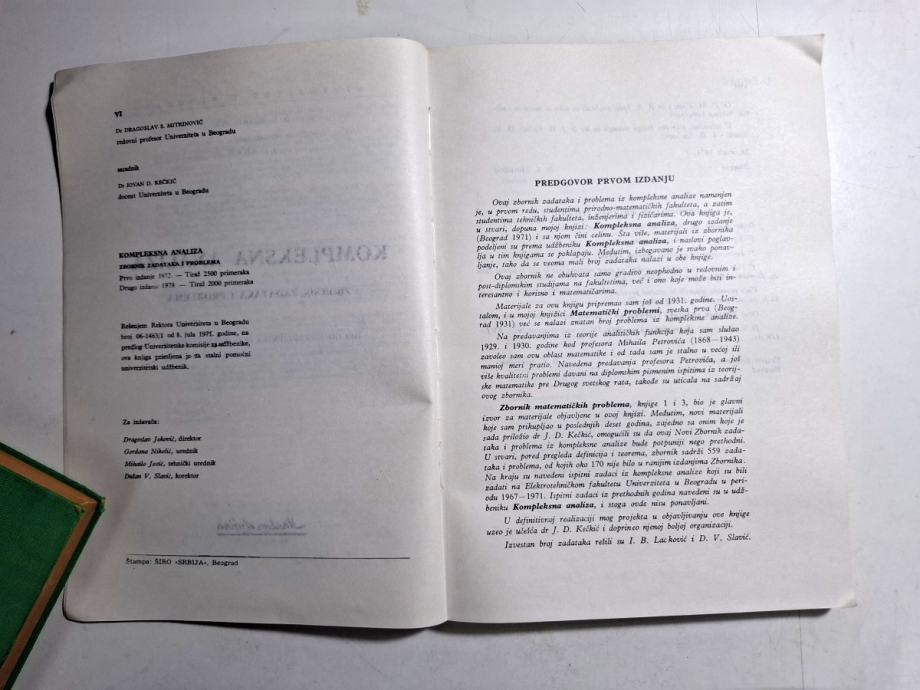 VI
Dr DRAGOSLAV S. MITRINOVIĆ
redovni profesor Univerziteta u Beogradu
saradnik
Dr JOVAN D. KEČKIĆ
docent Univerziteta u Beogradu
KOMPLEKSNA ANALIZA
ZBORNIK ZADATAKA I PROBLEMA
Prvo izdanje 1972. — Tiraž 2500 primeraka
Drugo izdanje 1979. — Tiraž 2000 primeraka
Rešenjem Rektora Univerziteta u Beogradu
broj 06-1463/1 od 8. jula 1971. godine, na
predlog Univerzitetske komisije za udžbenike,
ova knjiga primljena je za stalni pomoćni
univerzitetski udžbenik.
Za izdavača:
Dragoslav Joković, direktor
Gordana Nikolić, urednik
Mihailo Jović, tehnički urednik
Dušan V. Slavić, korektor
Štampa: ŠIRO «SRBIJA», Beograd
PREDGOVOR PRVOM IZDANJU
Ovaj zbornik zadataka i problema iz kompleksne analize namenjen
je, u prvom redu, studentima prirodno-matematičkih fakulteta, a zatim
studentima tehničkih fakulteta, inženjerima i fizičarima. Ova knjiga je,
u stvari, dopuna mojoj knjizi: Kompleksna analiza, drugo izdanje
(Beograd 1971) i sa njom čini celinu. Šta više, materijali iz zbornika
podeljeni su prema udžbeniku Kompleksna analiza, i naslovi poglav-
lja u tim knjigama se poklapaju. Međutim, izbegavano je svako ponav-
ljanje, tako da se veoma mali broj zadataka nalazi u obe knjige.
Ovaj zbornik ne obuhvata samo gradivo neophodno u redovnim i
post-diplomskim studijama na fakultetima, već i ono koje može biti in-
teresantno i korisno i matematičarima.
Materijale za ovu knjigu pripremao sam još od 1931. godine. Uos-
talom, i u mojoj knjižici Matematički problemi, sveska prva (Beog-
rad 1931) već se nalazi znatan broj problema iz kompleksne analize.
Na predavanjima iz teorije analitičkih funkcija koja sam slušao
1929. i 1930. godine kod profesora Mihaila Petrovića (1868—1943)
zavoleo sam ovu oblast matematike i od tada sam je stalno u većoj ili
manjoj meri pratio. Navedena predavanja profesora Petrovića, a još
više kvalitetni problemi davani na diplomskim pismenim ispitima iz teorij-
ske matematike pre Drugog svetskog rata, takođe su uticala na sadržaj
ovog zbornika.
Zbornik matematičkih problema, knjige 1 i 3, bio je glavni
izvor za materijale objavljene u ovoj knjizi. Međutim, novi materijali
koje sam prikupljao u poslednjih deset godina, zajedno sa onim koje je
sada priložio dr J. D. Kečkić, omogućili su da ovaj Novi Zbornik zada-
taka i problema iz kompleksne analize bude potpuniji nego prethodni.
U stvari, pored pregleda definicija i teorema, zbornik sadrži 559 zada-
taka i problema, od kojih oko 170 nije bilo u ranijim izdanjima Zbornika.
Na kraju su navedeni ispitni zadaci iz kompleksne analize koji su bili
zadati na Elektrotehničkom fakultetu Univerziteta u Beogradu u peri-
odu 1967—1971. Ispitni zadaci iz prethodnih godina navedeni su u udž-
beniku Kompleksna analiza, i stoga ovde nisu ponavljani.
U definitivnoj realizaciji mog projekta u objavljivanju ove knjige
uzeo je učešća dr J. D. Kečkić i doprineo njenoj boljoj organizaciji.
Izvestan broj zadataka rešili su I. B. Lacković i D. V. Slavić.